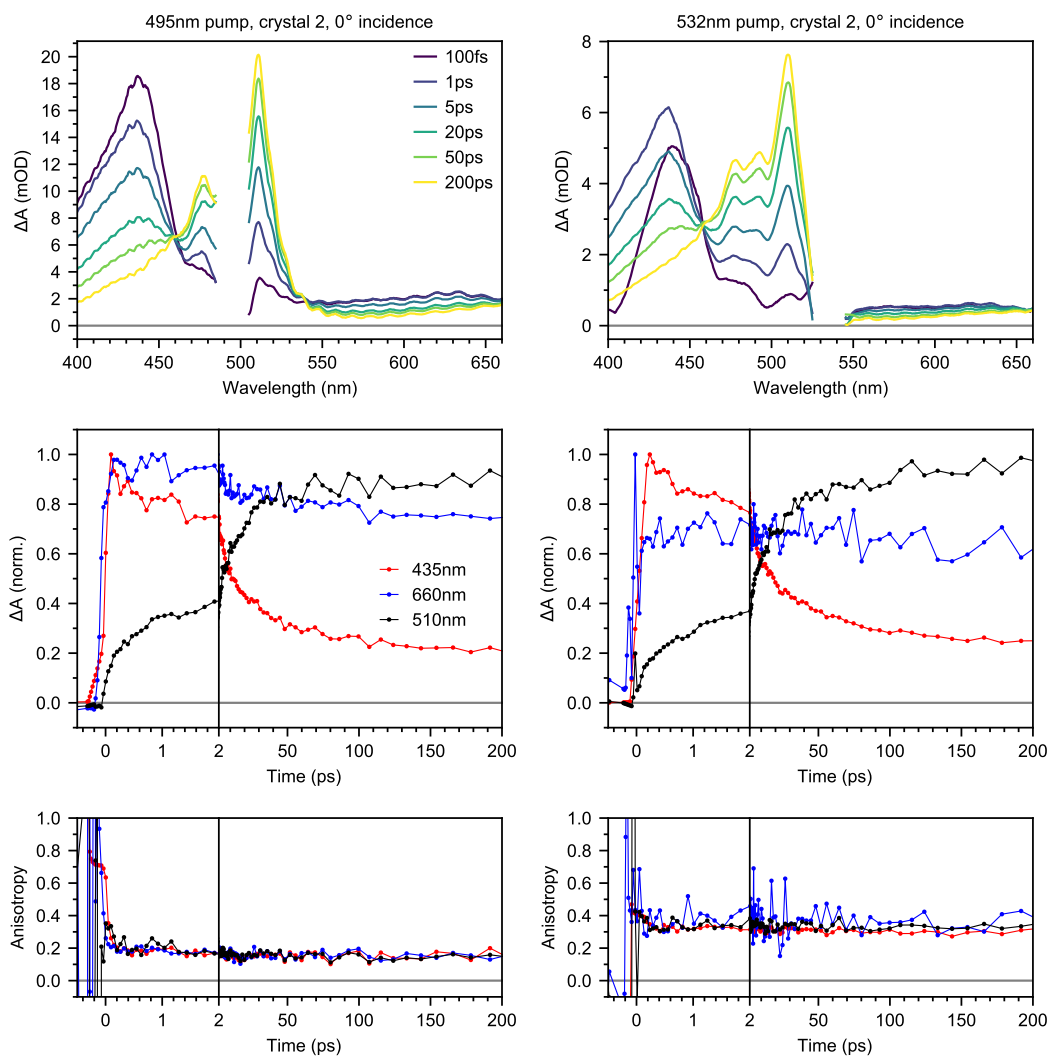 495nm pump, crystal 2, 0° incidence
532nm pump, crystal 2, 0° incidence
ΔA (mOD)
20
18
16
14
12
10
8
6
4
2
0
100fs
1ps
5ps
20ps
50ps
200ps
400 450 500 550 600 650
Wavelength (nm)
ΔA (mOD)
8
6
4
2
0
400 450 500 550 600 650
Wavelength (nm)
ΔA (norm.)
1.0
0.8
0.6
0.4
0.2
0.0
435nm
660nm
510nm
0 1 2 50 100 150 200
Time (ps)
ΔA (norm.)
1.0
0.8
0.6
0.4
0.2
0.0
0 1 2 50 100 150 200
Time (ps)
Anisotropy
1.0
0.8
0.6
0.4
0.2
0.0
0 1 2 50 100 150 200
Time (ps)
Anisotropy
1.0
0.8
0.6
0.4
0.2
0.0
0 1 2 50 100 150 200
Time (ps)